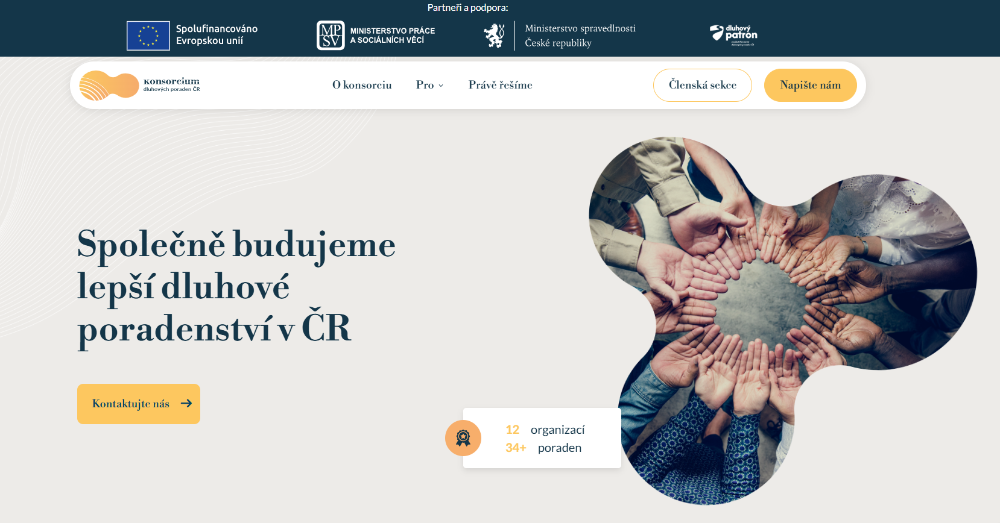 Partneři a podpora:
Spolufinancováno
Evropskou unií
MP
SV
MINISTERSTVO PRÁCE
A SOCIÁLNÍCH VĚCÍ
Ministerstvo spravedlnosti
České republiky
dluhový
patron
konsorcium
dluhových poraden ČR
O konsorciu
Pro
Právě řešíme
Členská sekce
Napište nám
Společně budujeme
lepší dluhové
poradenství v ČR
Kontaktujte nás
12 organizací
34+ poraden